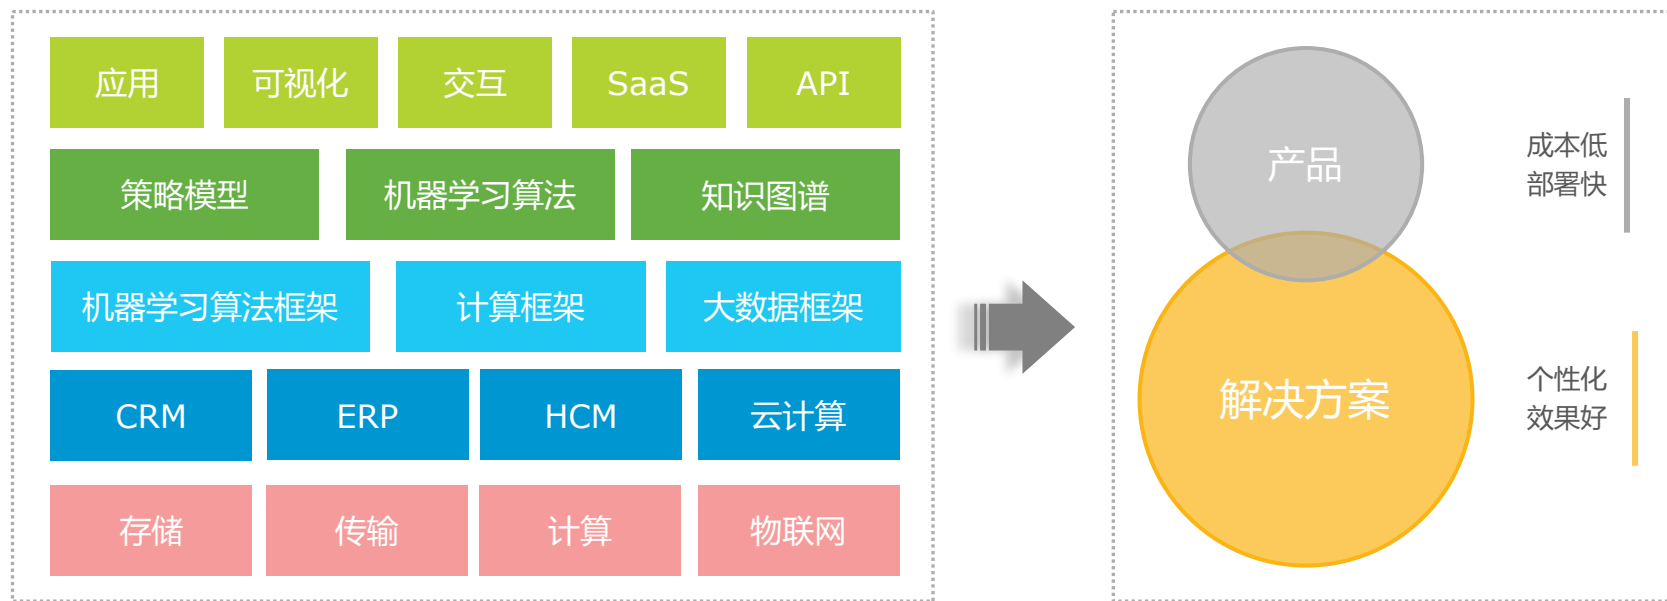 应用
可视化
交互
SaaS
API
策略模型
机器学习算法
知识图谱
机器学习算法框架
计算框架
大数据框架
CRM
ERP
HCM
云计算
存储
传输
计算
物联网
产品
成本低
部署快
解决方案
个性化
效果好